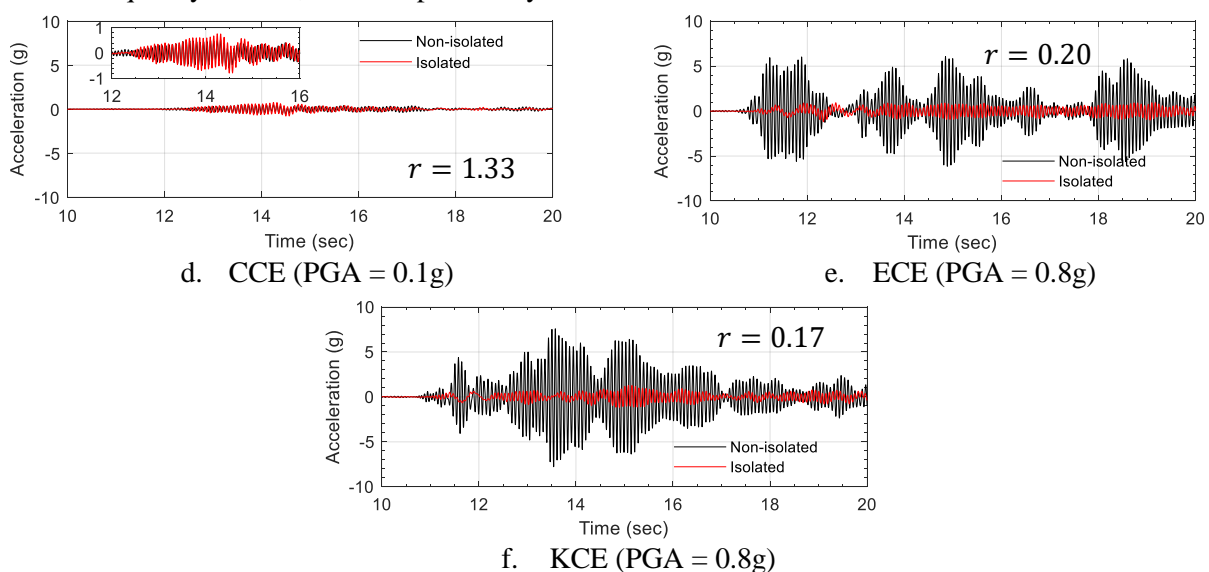 1
0
-1
12
14
16
Non-isolated
Isolated
r = 1.33
10
5
0
-5
-10
Acceleration (g)
10
12
14
16
18
20
Time (sec)
d. CCE (PGA = 0.1g)
r = 0.20
Non-isolated
Isolated
10
5
0
-5
-10
Acceleration (g)
10
12
14
16
18
20
Time (sec)
e. ECE (PGA = 0.8g)
r = 0.17
Non-isolated
Isolated
10
5
0
-5
-10
Acceleration (g)
10
12
14
16
18
20
Time (sec)
f. KCE (PGA = 0.8g)